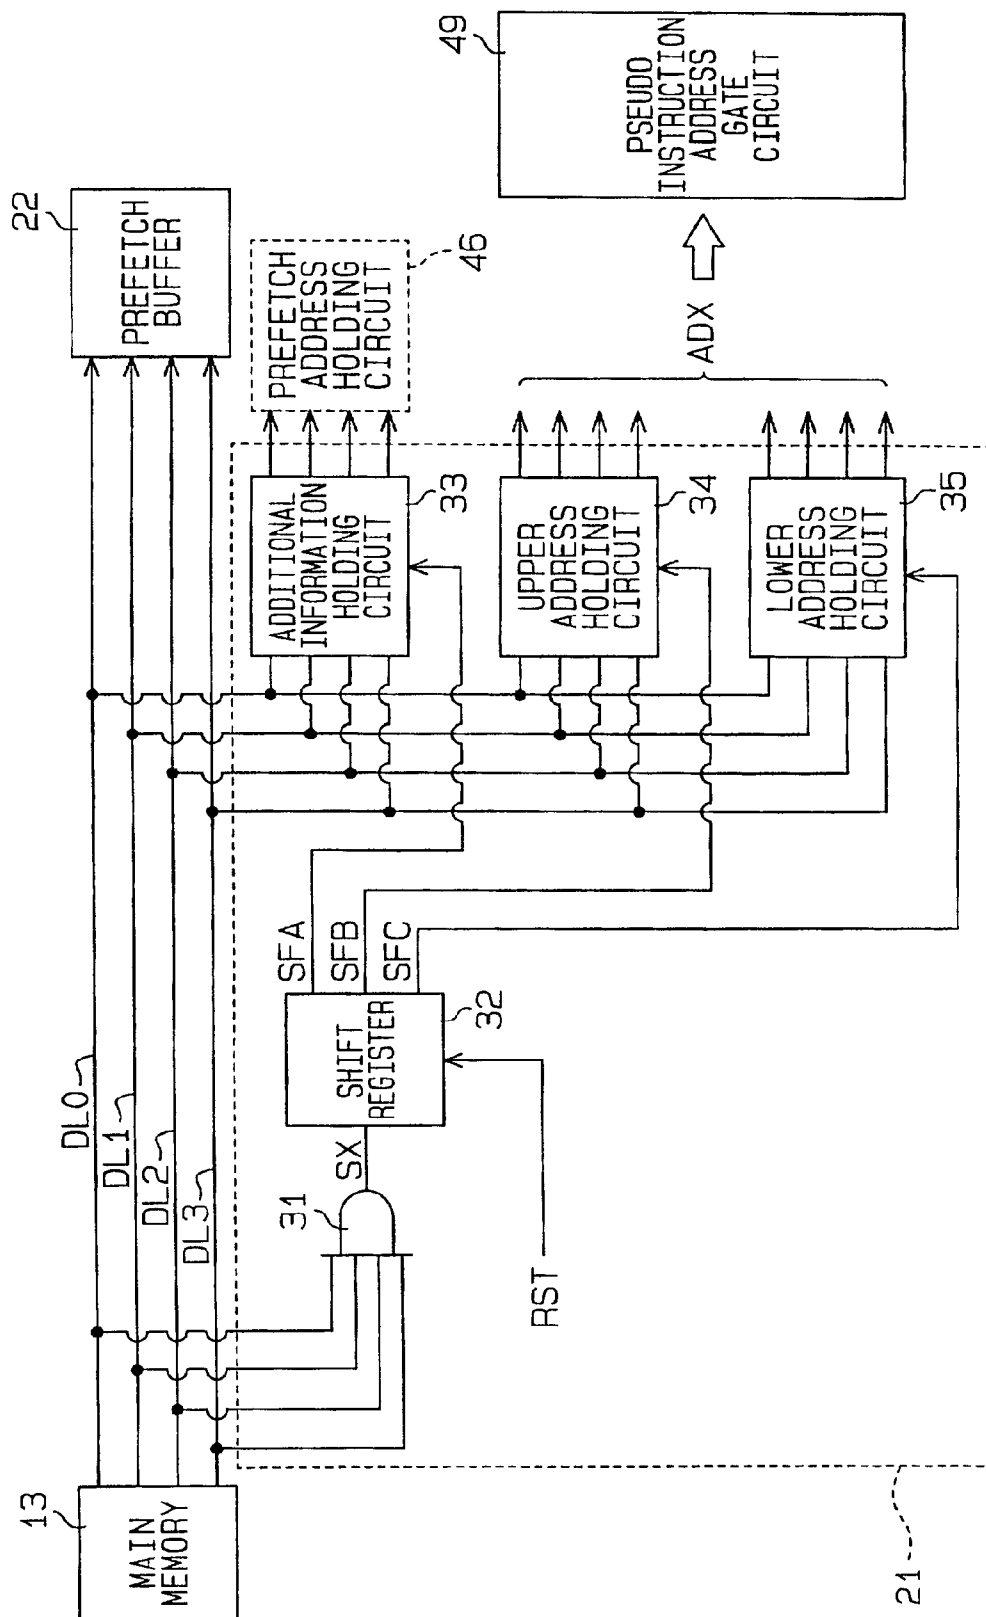 13
MAIN
MEMORY
DL0
DL1
DL2
DL3
22
PREFETCH
BUFFER
31
SX
SHIFT
REGISTER
32
RST
SFA
SFB
SFC
ADDITIONAL
INFORMATION
HOLDING
CIRCUIT
33
PREFETCH
ADDRESS
HOLDING
CIRCUIT
46
UPPER
ADDRESS
HOLDING
CIRCUIT
34
LOWER
ADDRESS
HOLDING
CIRCUIT
35
ADX
49
PSEUDO
INSTRUCTION
ADDRESS
GATE
CIRCUIT
21